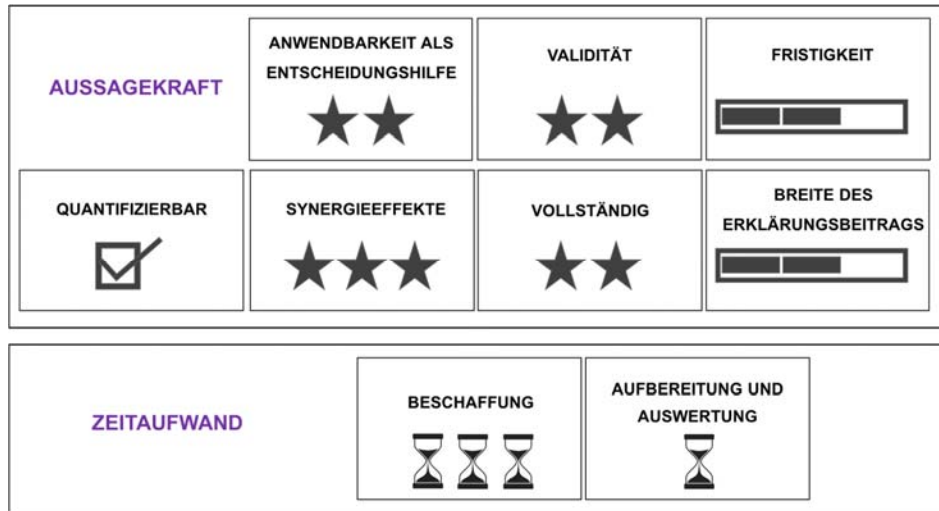 AUSSAGEKRAFT
ANWENDBARKEIT ALS
ENTSCHEIDUNGSHILFE
VALIDITÄT
FRISTIGKEIT
QUANTIFIZIERBAR
SYNERGIEEFFEKTE
VOLLSTÄNDIG
BREITE DES
ERKLÄRUNGSBEITRAGS
ZEITAUFWAND
BESCHAFFUNG
AUFBEREITUNG UND
AUSWERTUNG